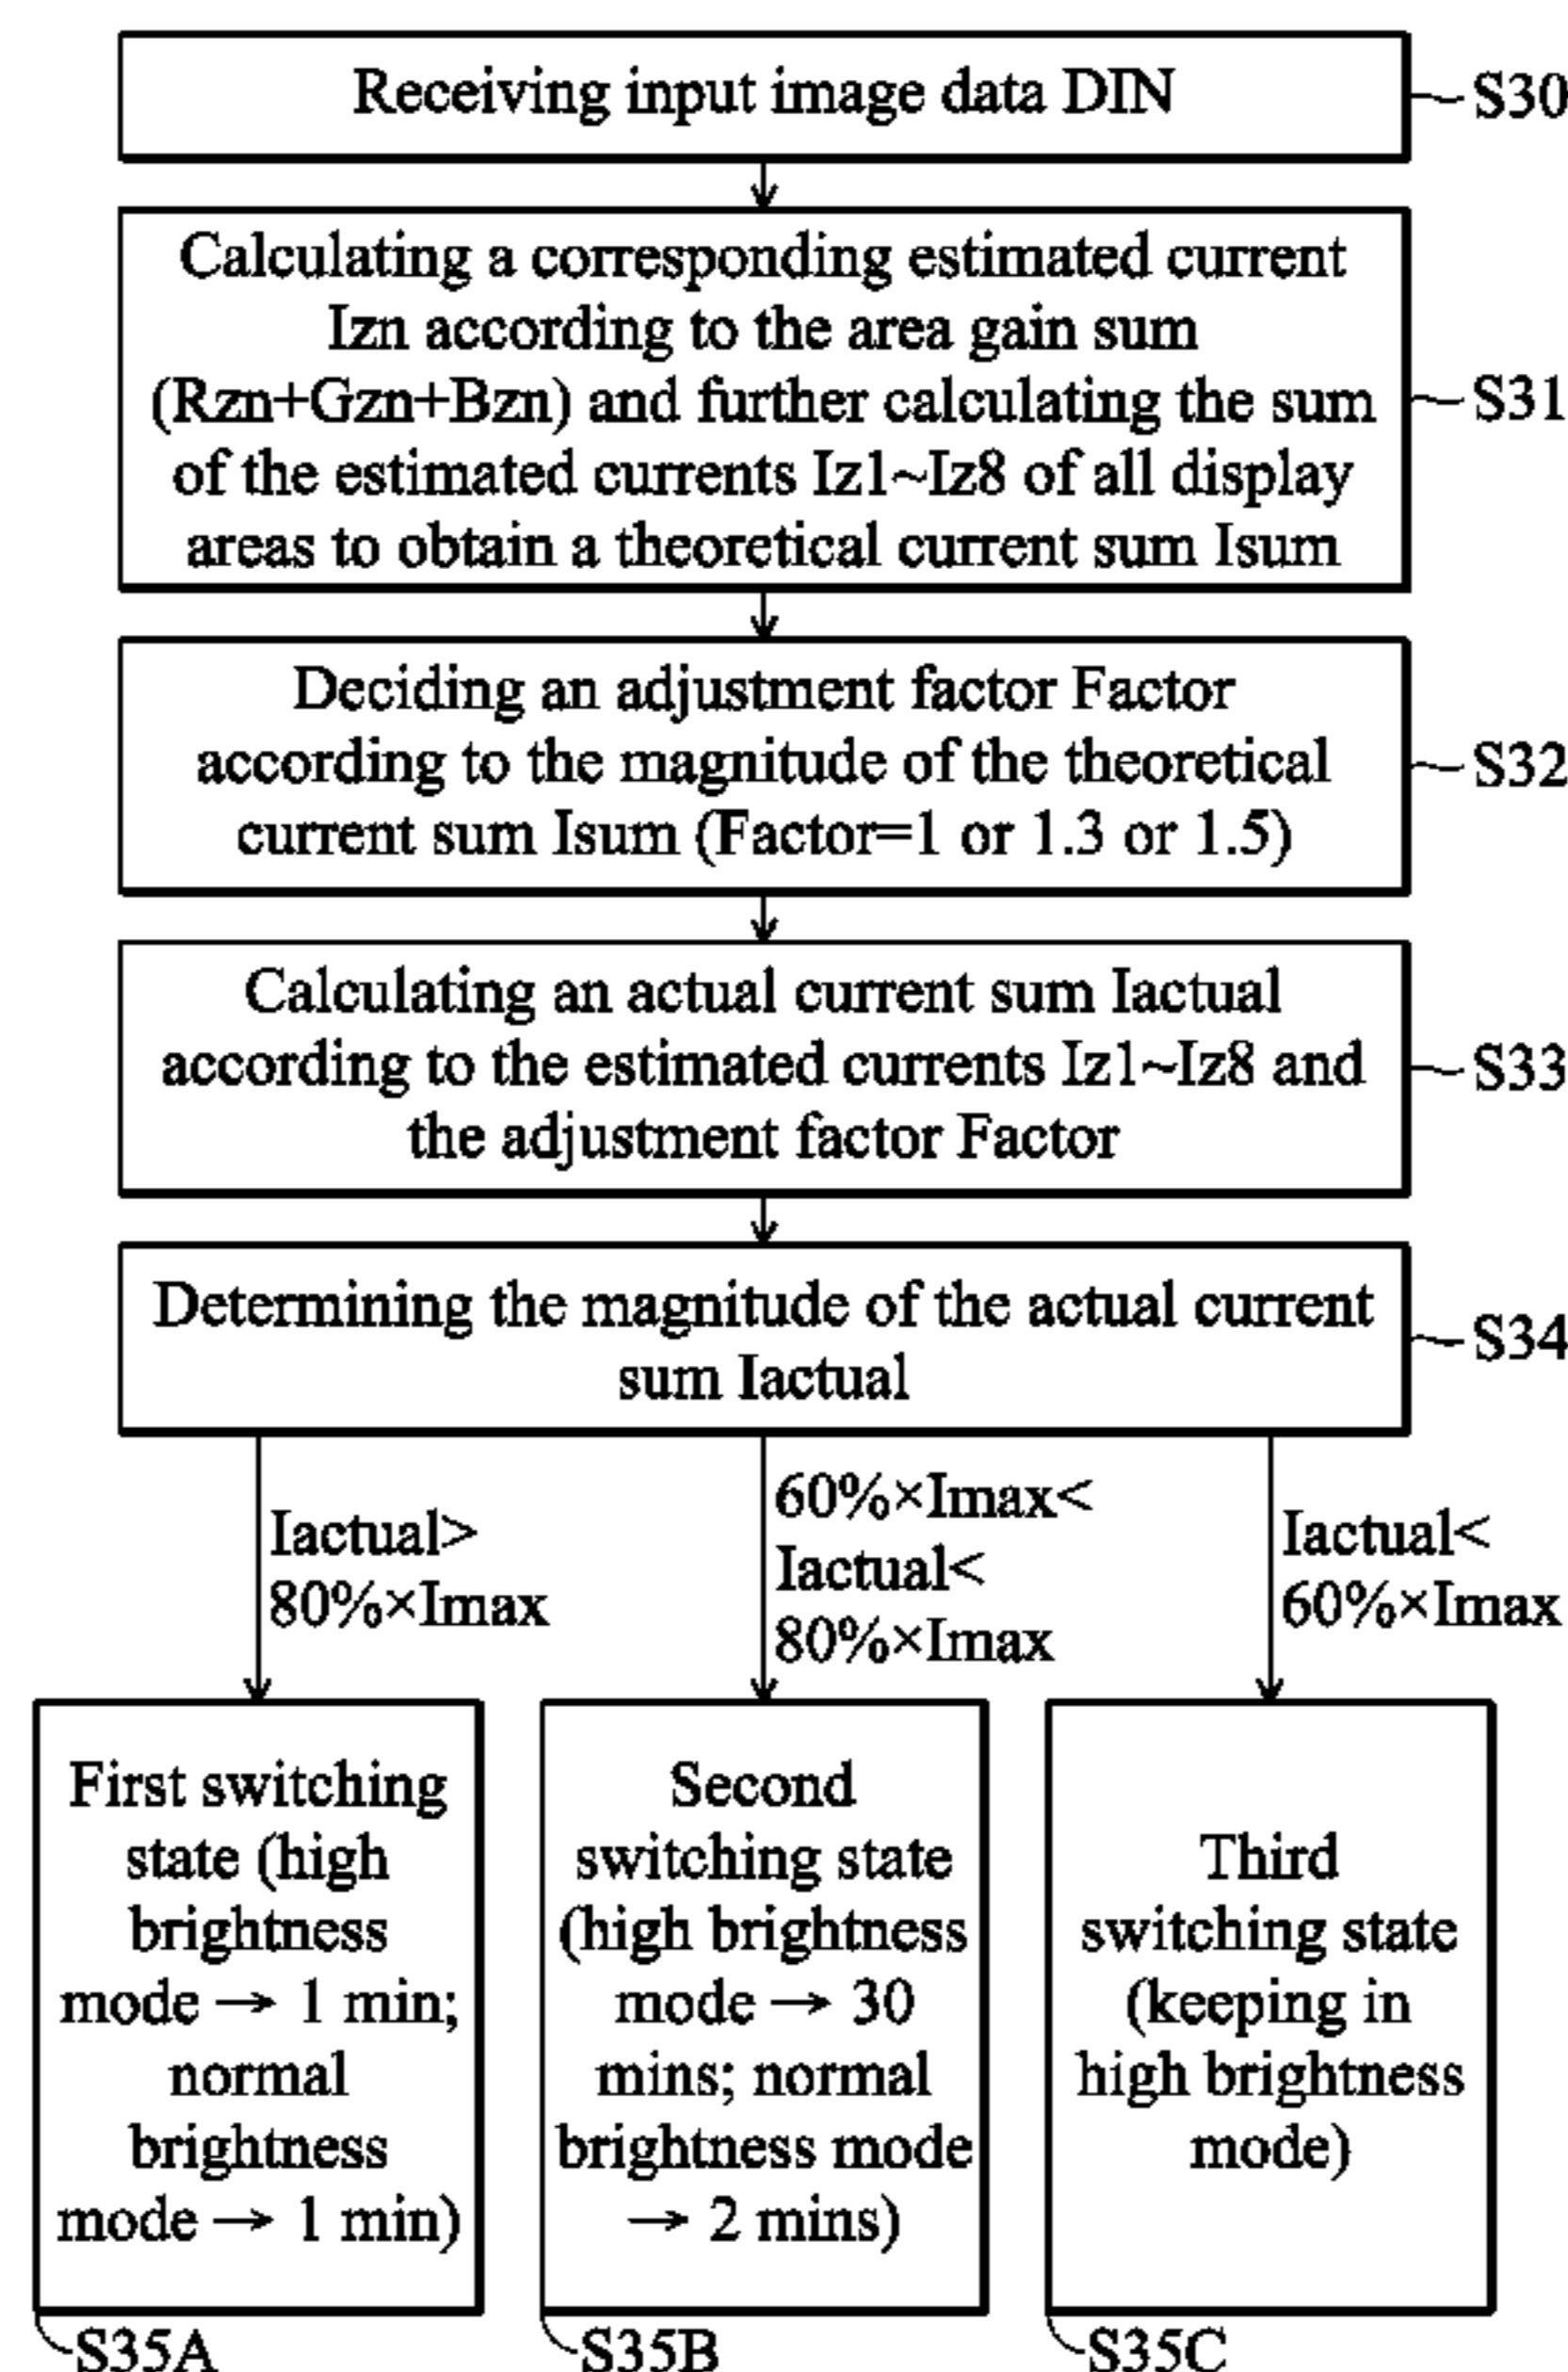 Receiving input image data DIN
S30
Calculating a corresponding estimated current
Izn according to the area gain sum
(Rzn+Gzn+Bzn) and further calculating the sum
of the estimated currents Iz1~Iz8 of all display
areas to obtain a theoretical current sum Isum
S31
Deciding an adjustment factor Factor
according to the magnitude of the theoretical
current sum Isum (Factor=1 or 1.3 or 1.5)
S32
Calculating an actual current sum Iactual
according to the estimated currents Iz1~Iz8 and
the adjustment factor Factor
S33
Determining the magnitude of the actual current
sum Iactual
S34
Iactual>
80%×Imax
60%×Imax<
Iactual<
80%×Imax
Iactual<
60%×Imax
First switching
state (high
brightness
mode → 1 min;
normal
brightness
mode → 1 min)
S35A
Second
switching state
(high brightness
mode → 30
mins; normal
brightness mode
→ 2 mins)
S35B
Third
switching state
(keeping in
high brightness
mode)
S35C